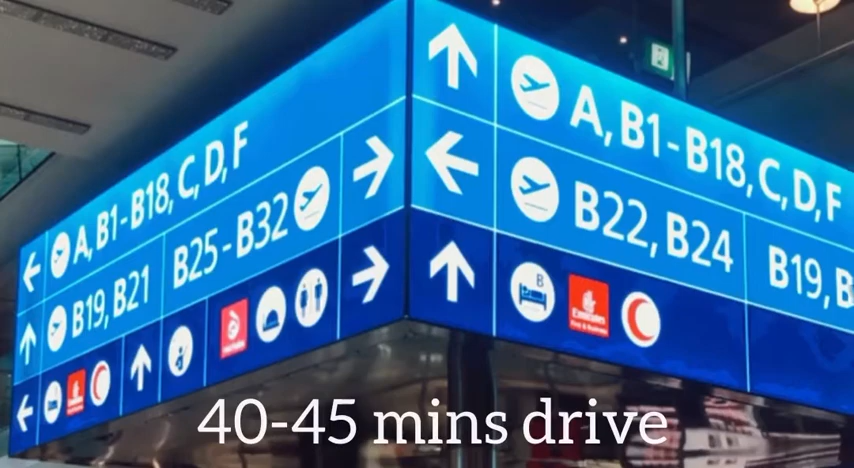 A, B1-B18, C, D, F
B19, B21
B25-B32
A, B1-B18, C, D, F
B22, B24
B19, B
B
Emirates
40-45 mins drive